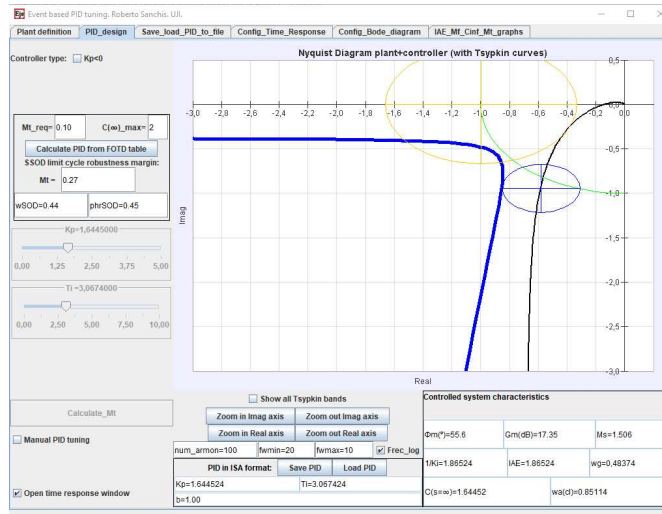 Event based PID tuning. Roberto Sanchis. UJI.
Plant definition PID_design Save_load_PID_to_file Config_Time_Response Config_Bode_diagram IAE_Mf_Cinf_Mt_graphs
Controller type: Kp<0
Nyquist Diagram plant+controller (with Tsypkin curves)
0,5
-3,0 -2,8 -2,6 -2,4 -2,2 -2,0 -1,8 -1,6 -1,4 -1,2 -1,0 -0,8 -0,6 -0,4 -0,2 0,0
-0,5
-1,0
-1,5
-2,0
-2,5
-3,0
Imag
Real
Mt_req= 0.10 C(∞)_max= 2
Calculate PID from FOTD table
SSOD limit cycle robustness margin:
Mt = 0.27
wSOD=0.44 phrSOD=0.45
Kp=1,6445000
0,00 1,25 2,50 3,75 5,00
Ti =3,0674000
0,00 2,50 5,00 7,50 10,00
Calculate_Mt
Manual PID tuning
Open time response window
Show all Tsypkin bands
Zoom in Imag axis Zoom out Imag axis
Zoom in Real axis Zoom out Real axis
num_armon=100 fwmin=20 fwmax=10 Frec_log
PID in ISA format: Save PID Load PID
Kp=1.644524 Ti=3.067424
b=1.00
Controlled system characteristics
Φm(º)=55.6 Gm(dB)=17.35 Ms=1.506
1/Ki=1.86524 IAE=1.86524 wg=0,48374
C(s=∞)=1.64452 wa(cl)=0.85114